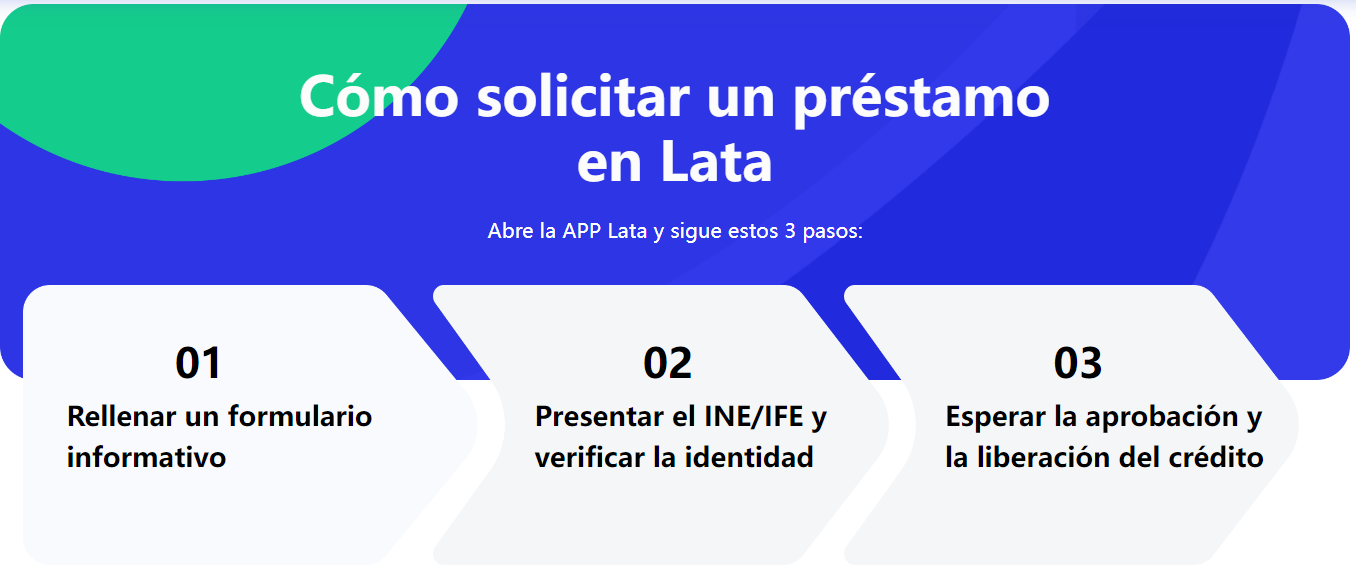 Cómo solicitar un préstamo
en Lata
Abre la APP Lata y sigue estos 3 pasos:
01
Rellenar un formulario
informativo
02
Presentar el INE/IFE y
verificar la identidad
03
Esperar la aprobación y
la liberación del crédito